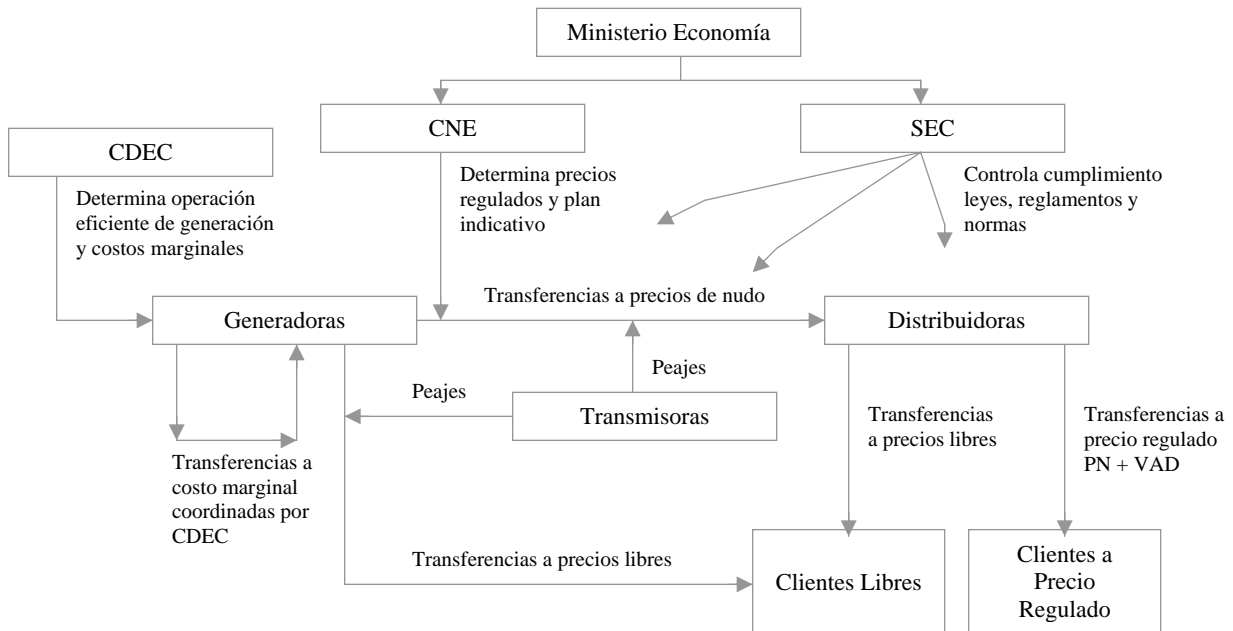 Ministerio Economía
CNE
SEC
CDEC
Determina operación
eficiente de generación
y costos marginales
Determina precios
regulados y plan
indicativo
Controla cumplimiento
leyes, reglamentos y
normas
Transferencias a precios de nudo
Generadoras
Distribuidoras
Peajes
Peajes
Transmisoras
Transferencias
a precios libres
Transferencias a
precio regulado
PN + VAD
Transferencias a
costo marginal
coordinadas por
CDEC
Transferencias a precios libres
Clientes Libres
Clientes a
Precio
Regulado